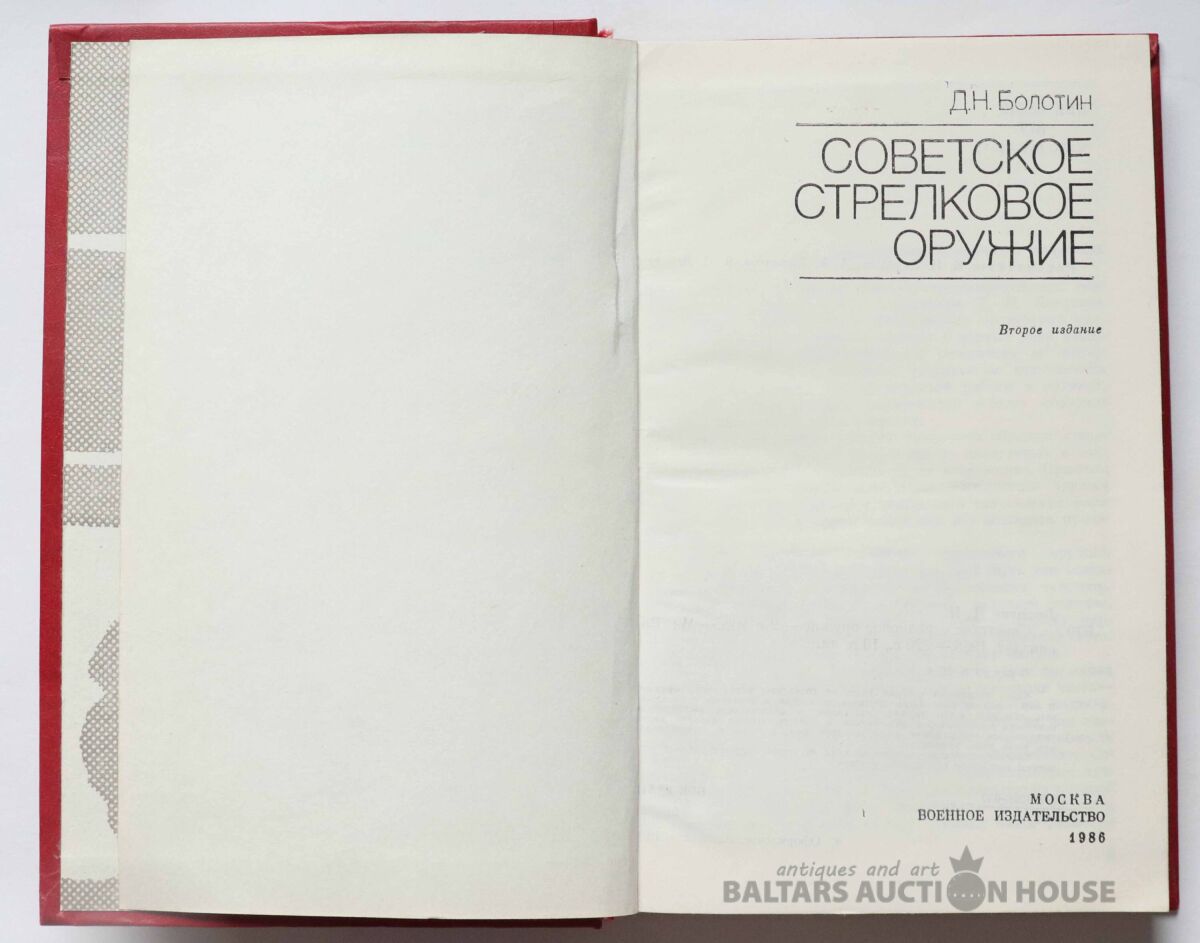 Д.Н. Болотин
СОВЕТСКОЕ
СТРЕЛКОВОЕ
ОРУЖИЕ
Второе издание
МОСКВА
ВОЕННОЕ ИЗДАТЕЛЬСТВО
1986
antiques and art
BALTARS AUCTION HOUSE